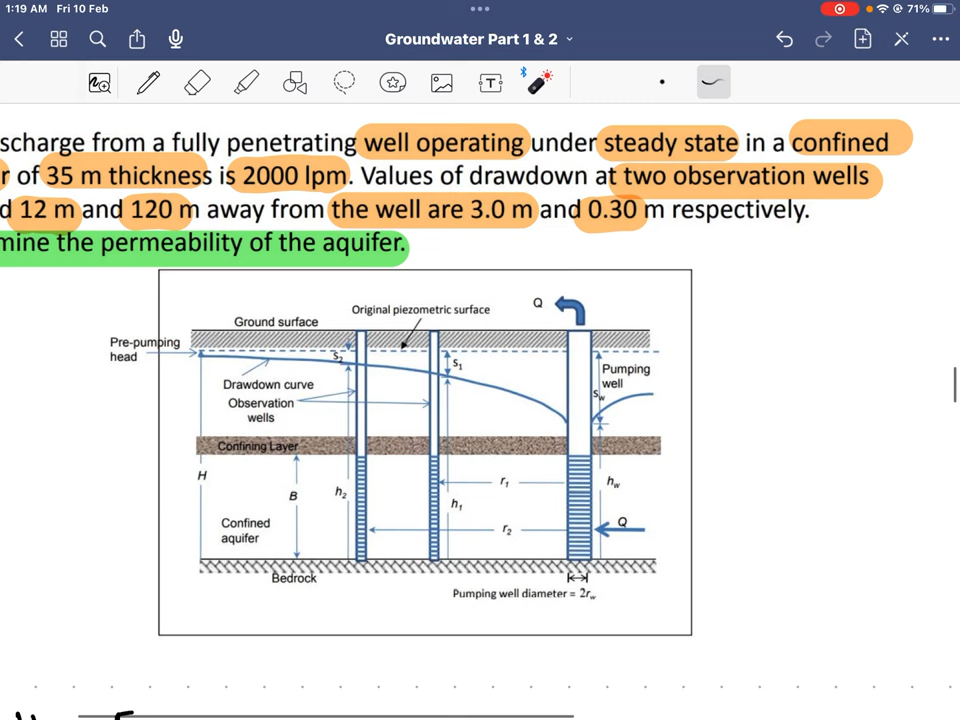 1:19 AM Fri 10 Feb
71%
Groundwater Part 1 & 2
T
scharge from a fully penetrating well operating under steady state in a confined
r of 35 m thickness is 2000 lpm. Values of drawdown at two observation wells
d 12 m and 120 m away from the well are 3.0 m and 0.30 m respectively.
mine the permeability of the aquifer.
Q
Original piezometric surface
Ground surface
Pre-pumping
head
s2
s1
Pumping
well
Drawdown curve
sw
Observation
wells
Confining Layer
H
B
h2
r1
hw
h1
Confined
aquifer
r2
Q
Bedrock
Pumping well diameter = 2rw